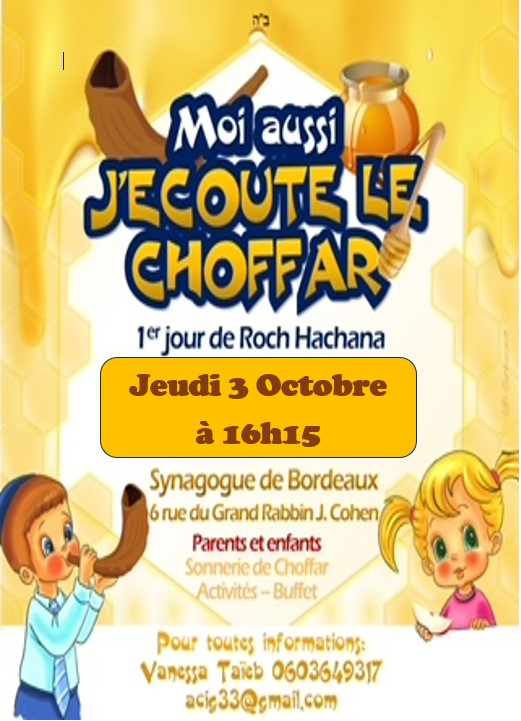 ב"ה
Moi aussi
J'ECOUTE LE
CHOFFAR
1er jour de Roch Hachana
Jeudi 3 Octobre
à 16h15
Synagogue de Bordeaux
6 rue du Grand Rabbin J. Cohen
Parents et enfants
Sonnerie de Choffar
Activités – Buffet
Pour toutes informations:
Vanessa Taïeb 0603649317
acig33@gmail.com